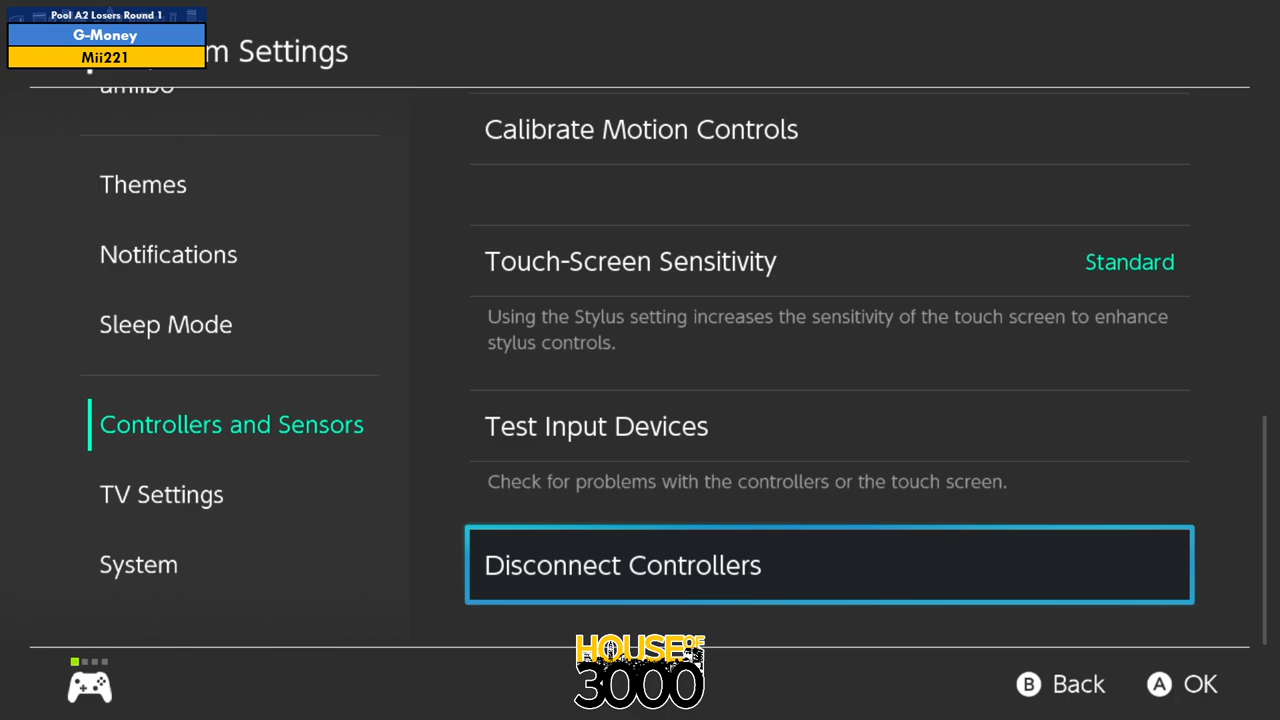 Pool A2 Losers Round 1
G-Money
Mii221
m Settings
amiibo
Themes
Notifications
Sleep Mode
Controllers and Sensors
TV Settings
System
Calibrate Motion Controls
Touch-Screen Sensitivity Standard
Using the Stylus setting increases the sensitivity of the touch screen to enhance
stylus controls.
Test Input Devices
Check for problems with the controllers or the touch screen.
Disconnect Controllers
HOUSE OF
3000
B Back A OK